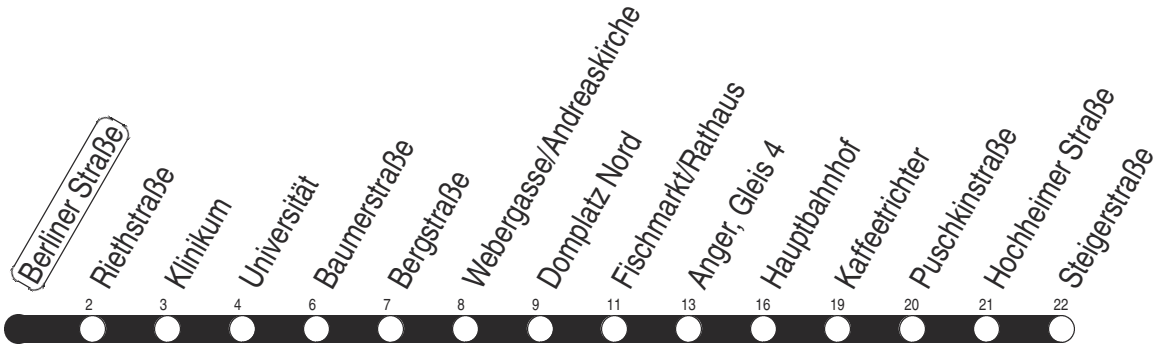 Berliner Straße
Riethstraße
Klinikum
Universität
Baumerstraße
Bergstraße
Webergasse/Andreaskirche
Domplatz Nord
Fischmarkt/Rathaus
Anger, Gleis 4
Hauptbahnhof
Kaffeetrichter
Puschkinstraße
Hochheimer Straße
Steigerstraße
2 3 4 6 7 8 9 11 13 16 19 20 21 22